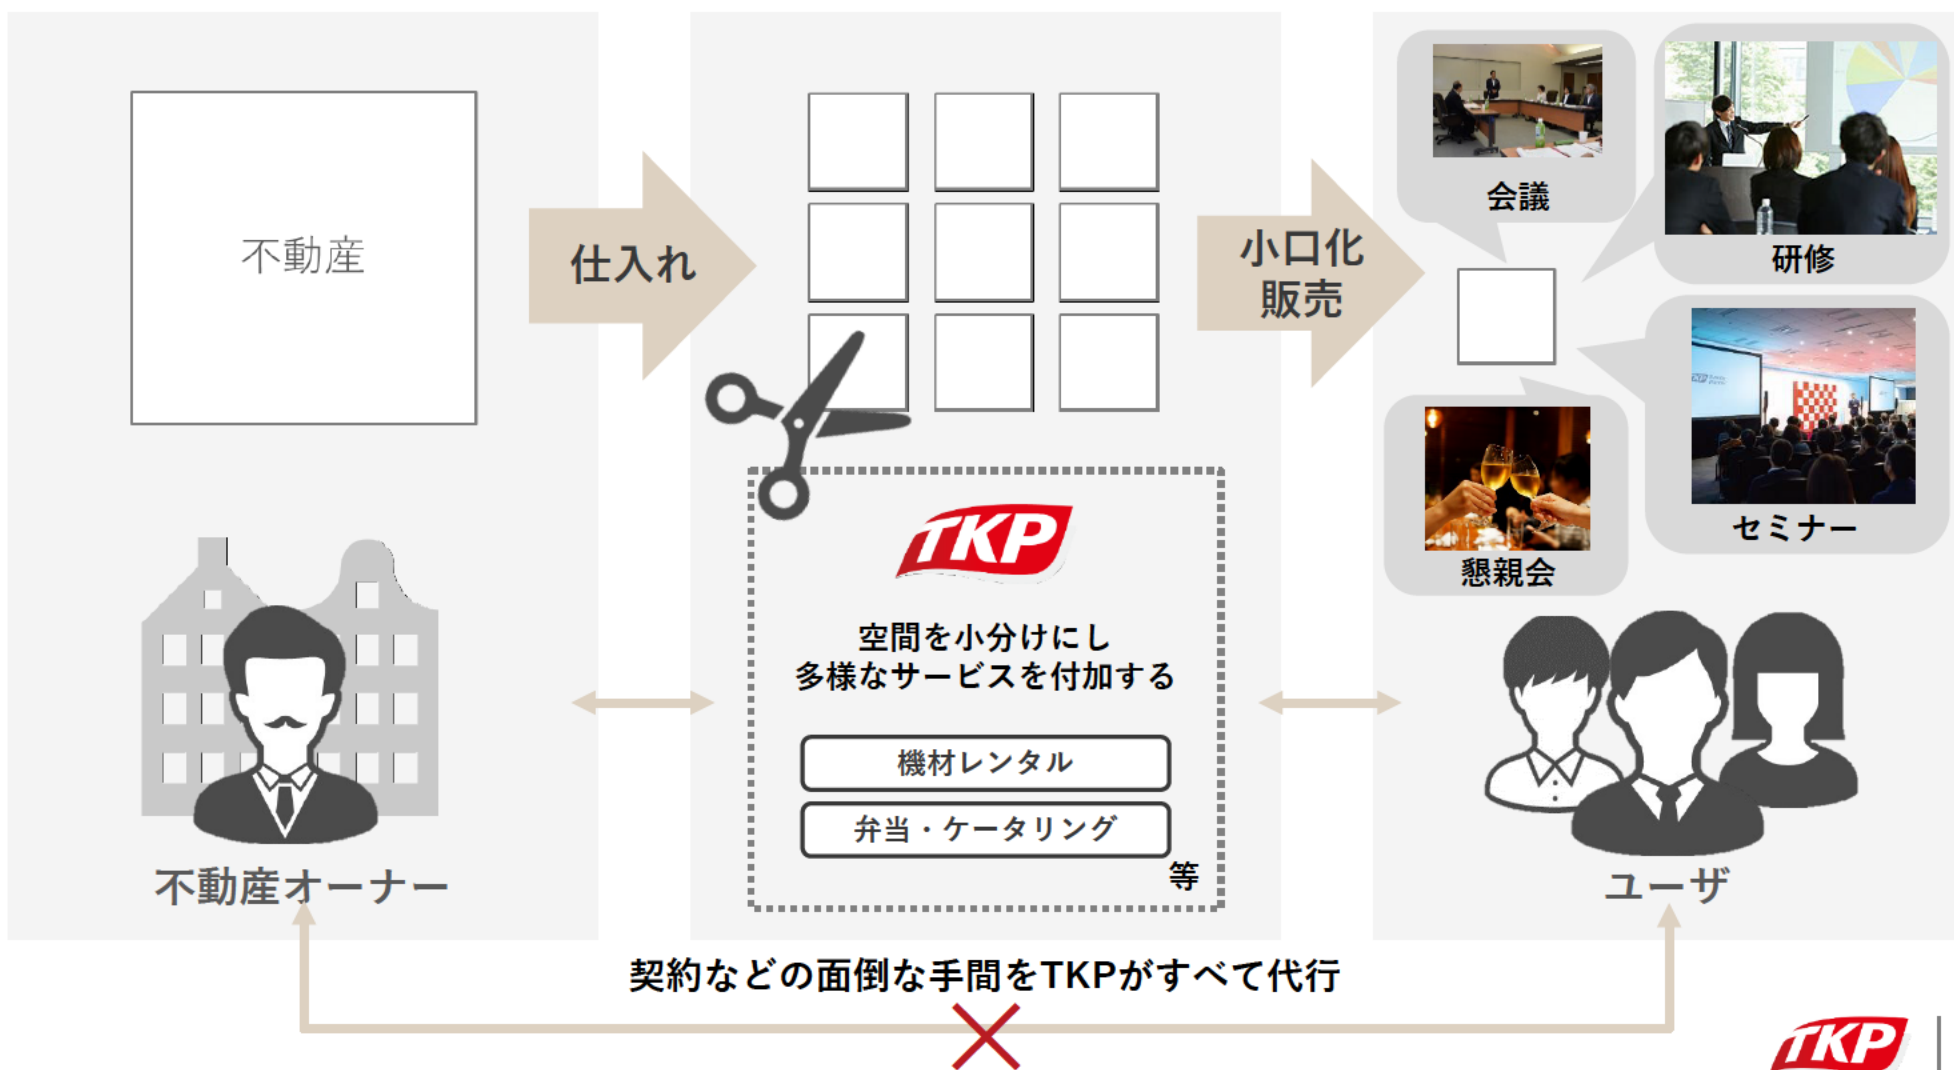 不動産
仕入れ
小口化
販売
会議
研修
セミナー
懇親会
TKP
空間を小分けにし
多様なサービスを付加する
機材レンタル
弁当・ケータリング
等
不動産オーナー
ユーザ
契約などの面倒な手間をTKPがすべて代行
TKP